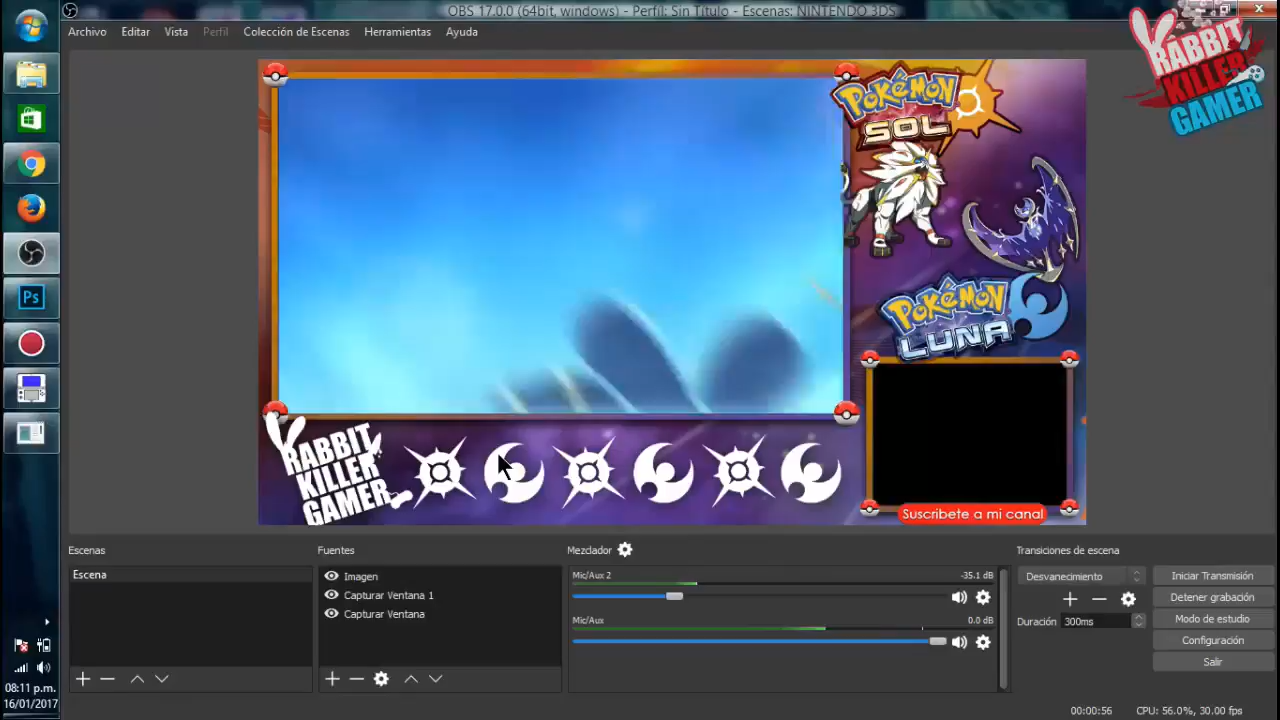 OBS 17.0.0 (64bit, windows) - Perfil: Sin Título - Escenas: NINTENDO 3DS
Archivo Editar Vista Perfil Colección de Escenas Herramientas Ayuda
RABBIT
KILLER
GAMER
POKéMON
SOL
POKéMON
LUNA
RABBIT
KILLER
GAMER
Suscribete a mi canal
Ps
Escenas
Escena
Fuentes
Imagen
Capturar Ventana 1
Capturar Ventana
Mezclador
Mic/Aux 2 -35.1 dB
Mic/Aux 0.0 dB
Transiciones de escena
Desvanecimiento
Duración 300ms
Iniciar Transmisión
Detener grabación
Modo de estudio
Configuración
Salir
08:11 p.m.
16/01/2017
00:00:56 CPU: 56.0%, 30.00 fps